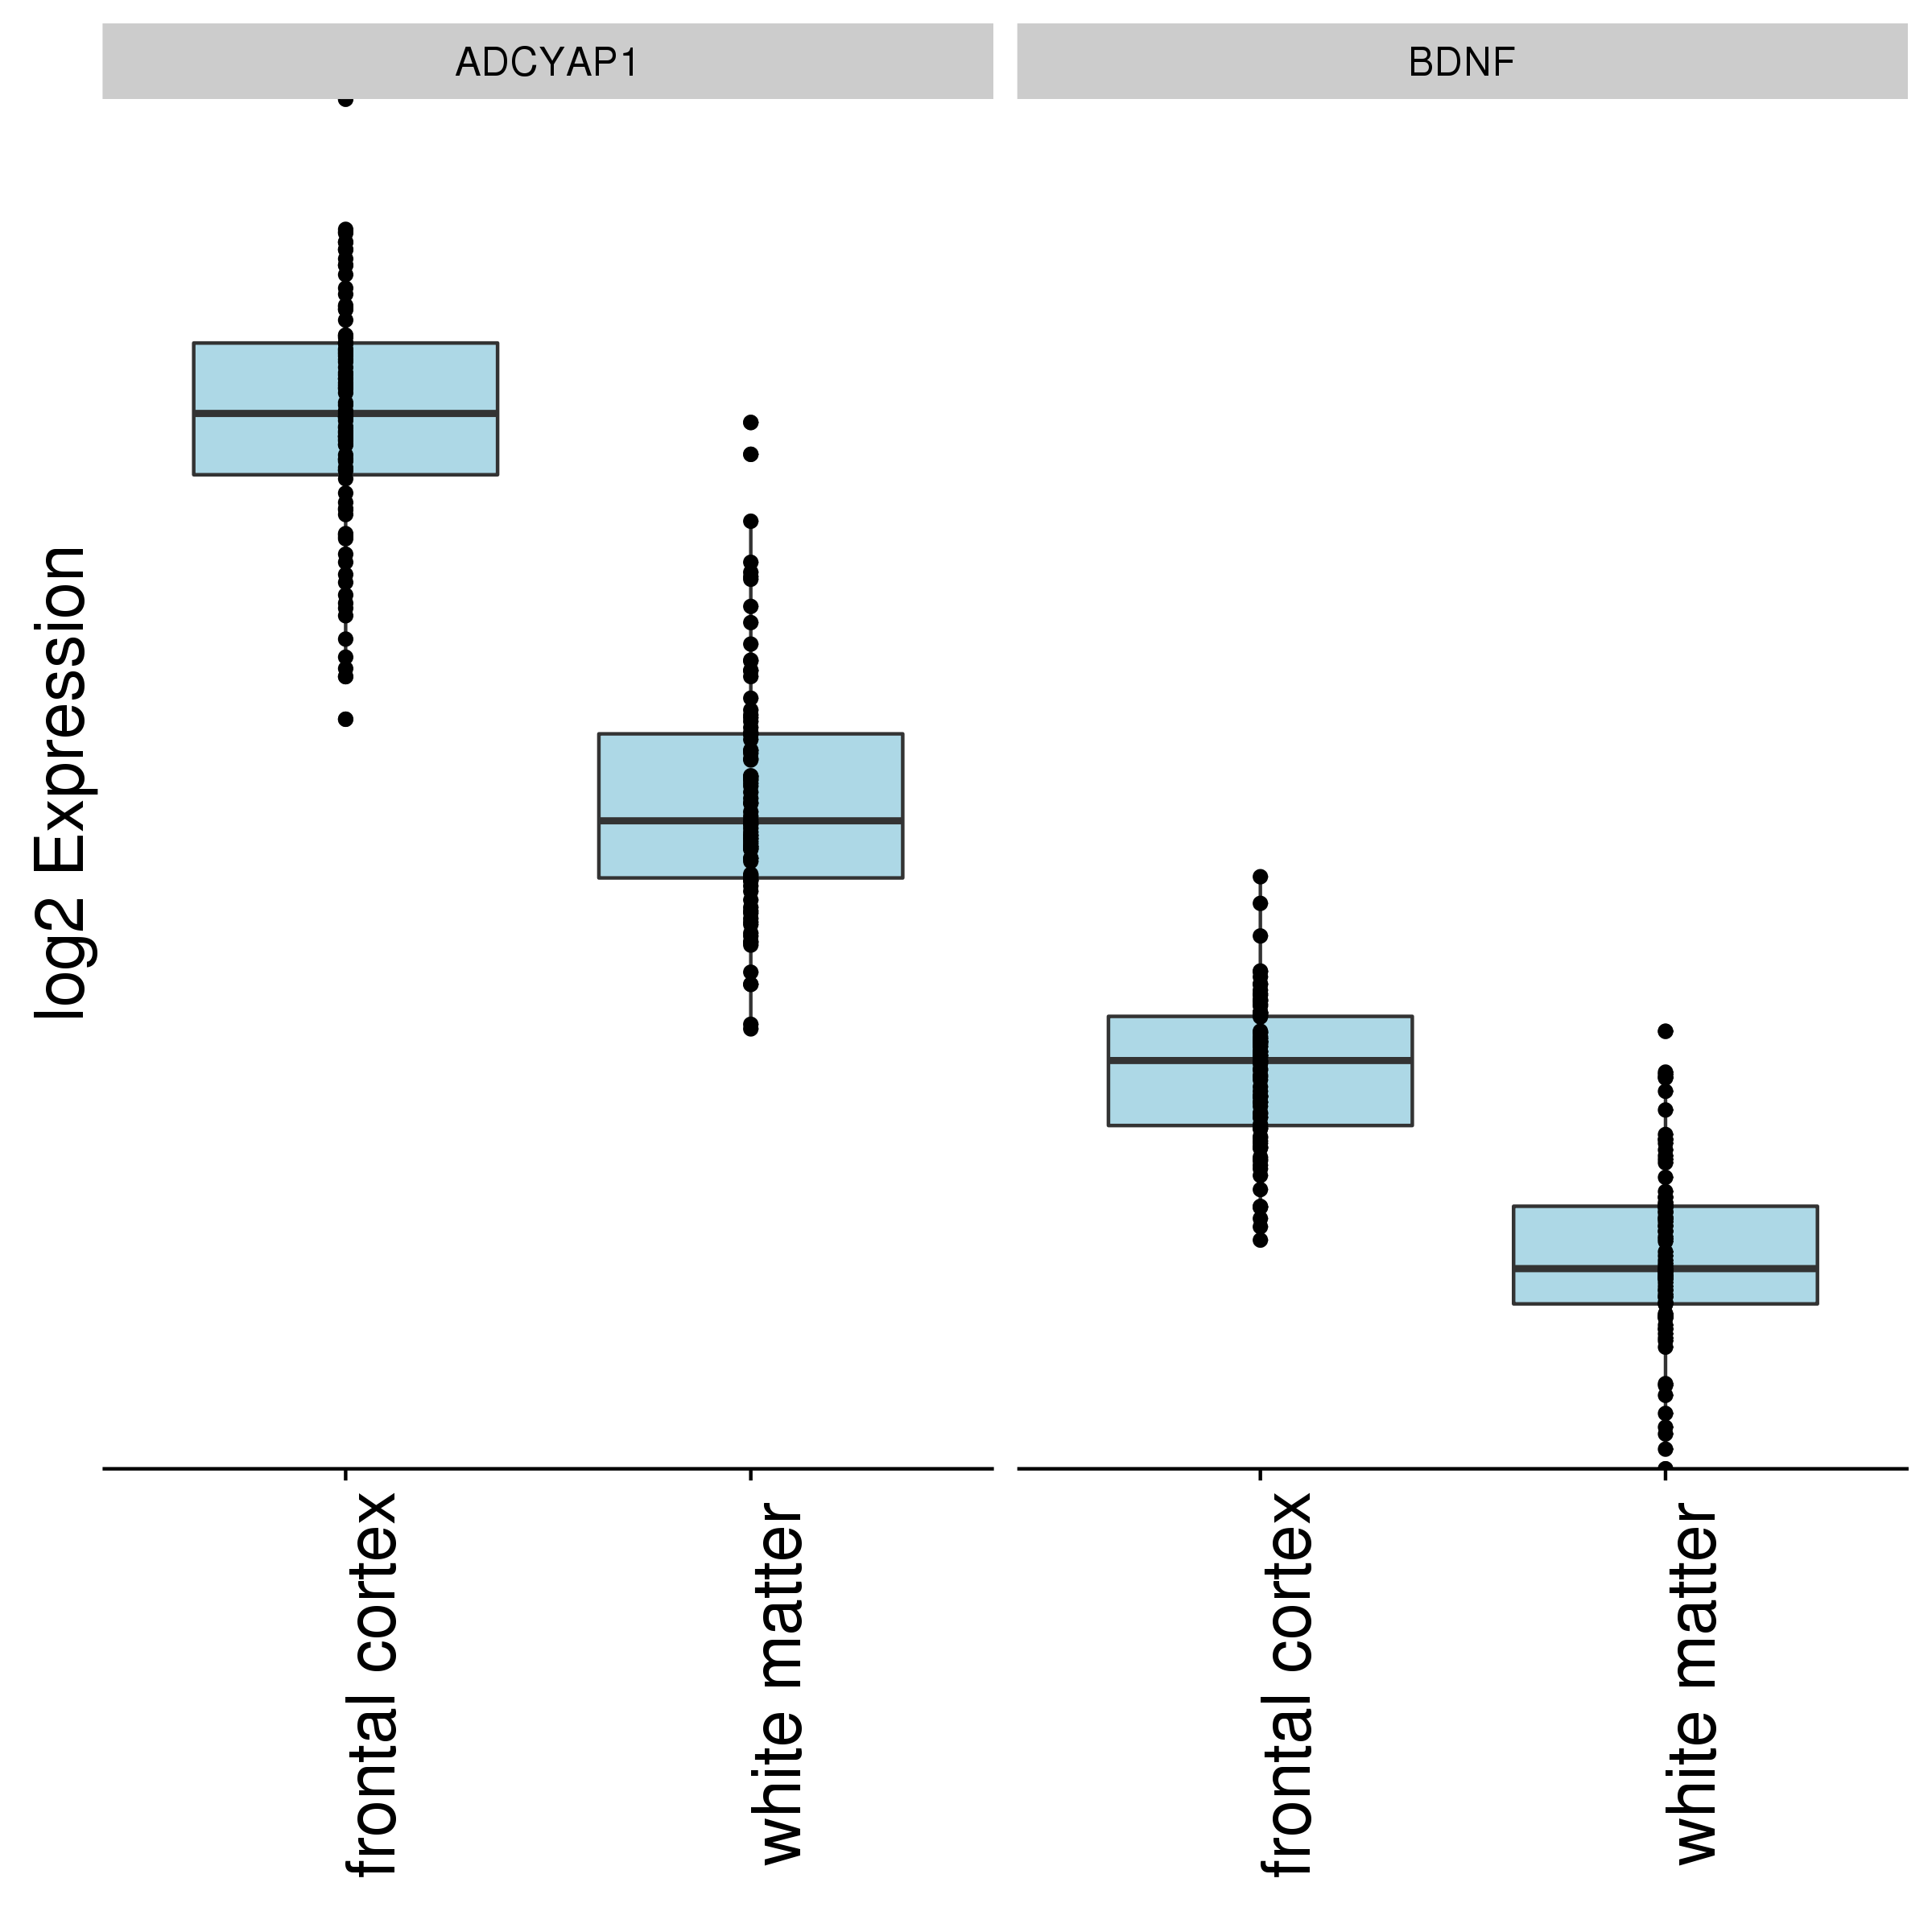 ADCYAP1
BDNF
log2 Expression
frontal cortex
white matter
frontal cortex
white matter